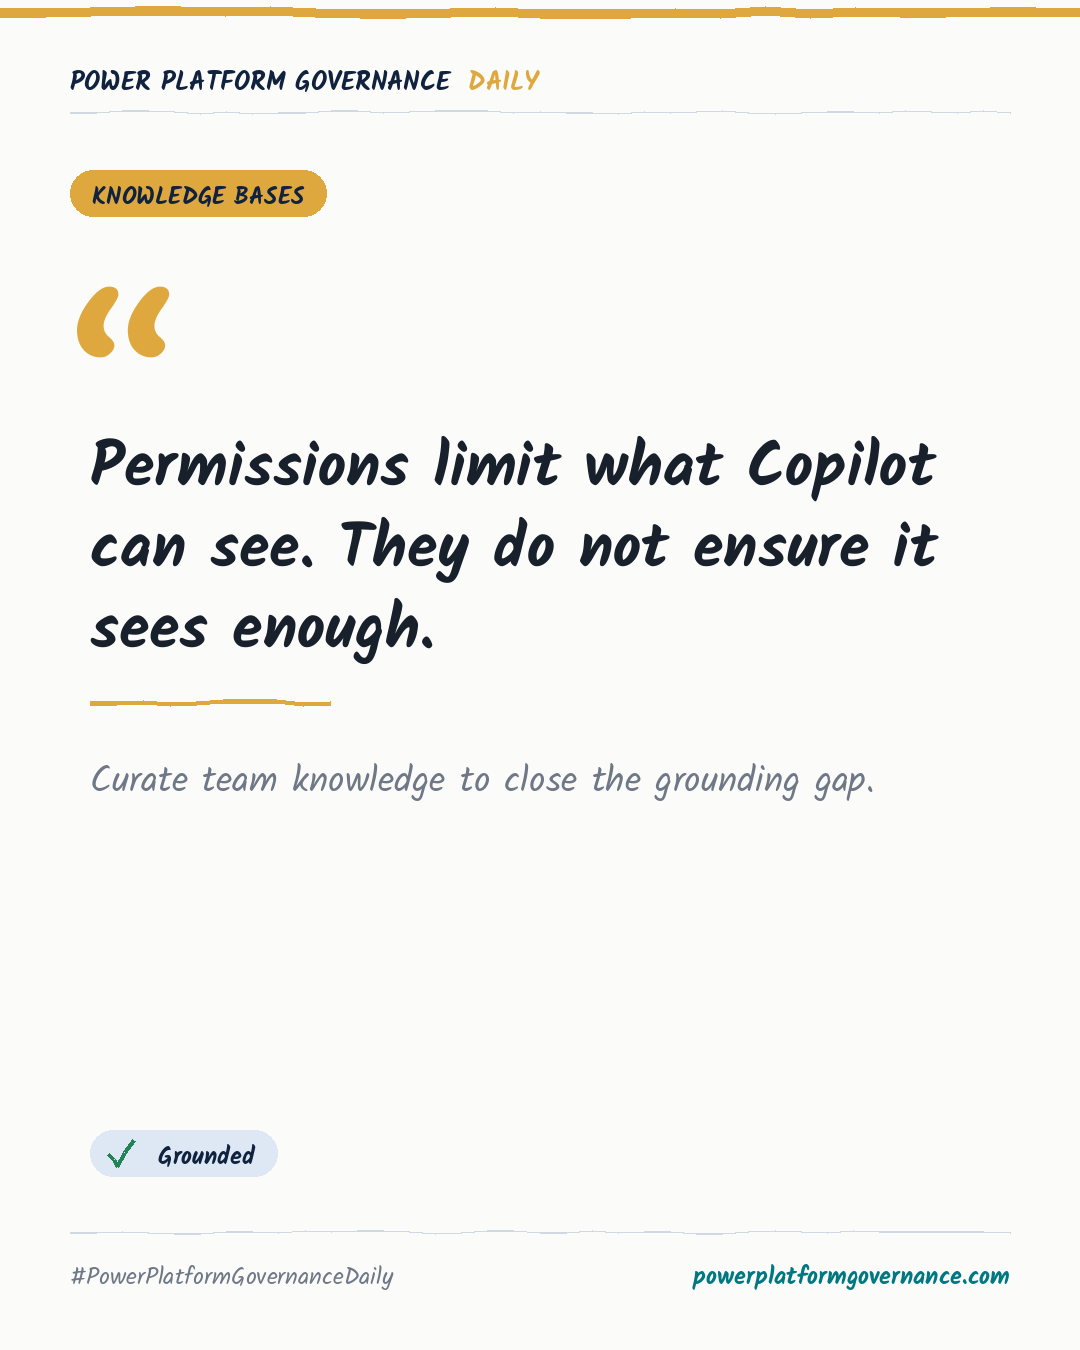 POWER PLATFORM GOVERNANCE DAILY
KNOWLEDGE BASES
“
Permissions limit what Copilot
can see. They do not ensure it
sees enough.
Curate team knowledge to close the grounding gap.
✓ Grounded
#PowerPlatformGovernanceDaily
powerplatformgovernance.com